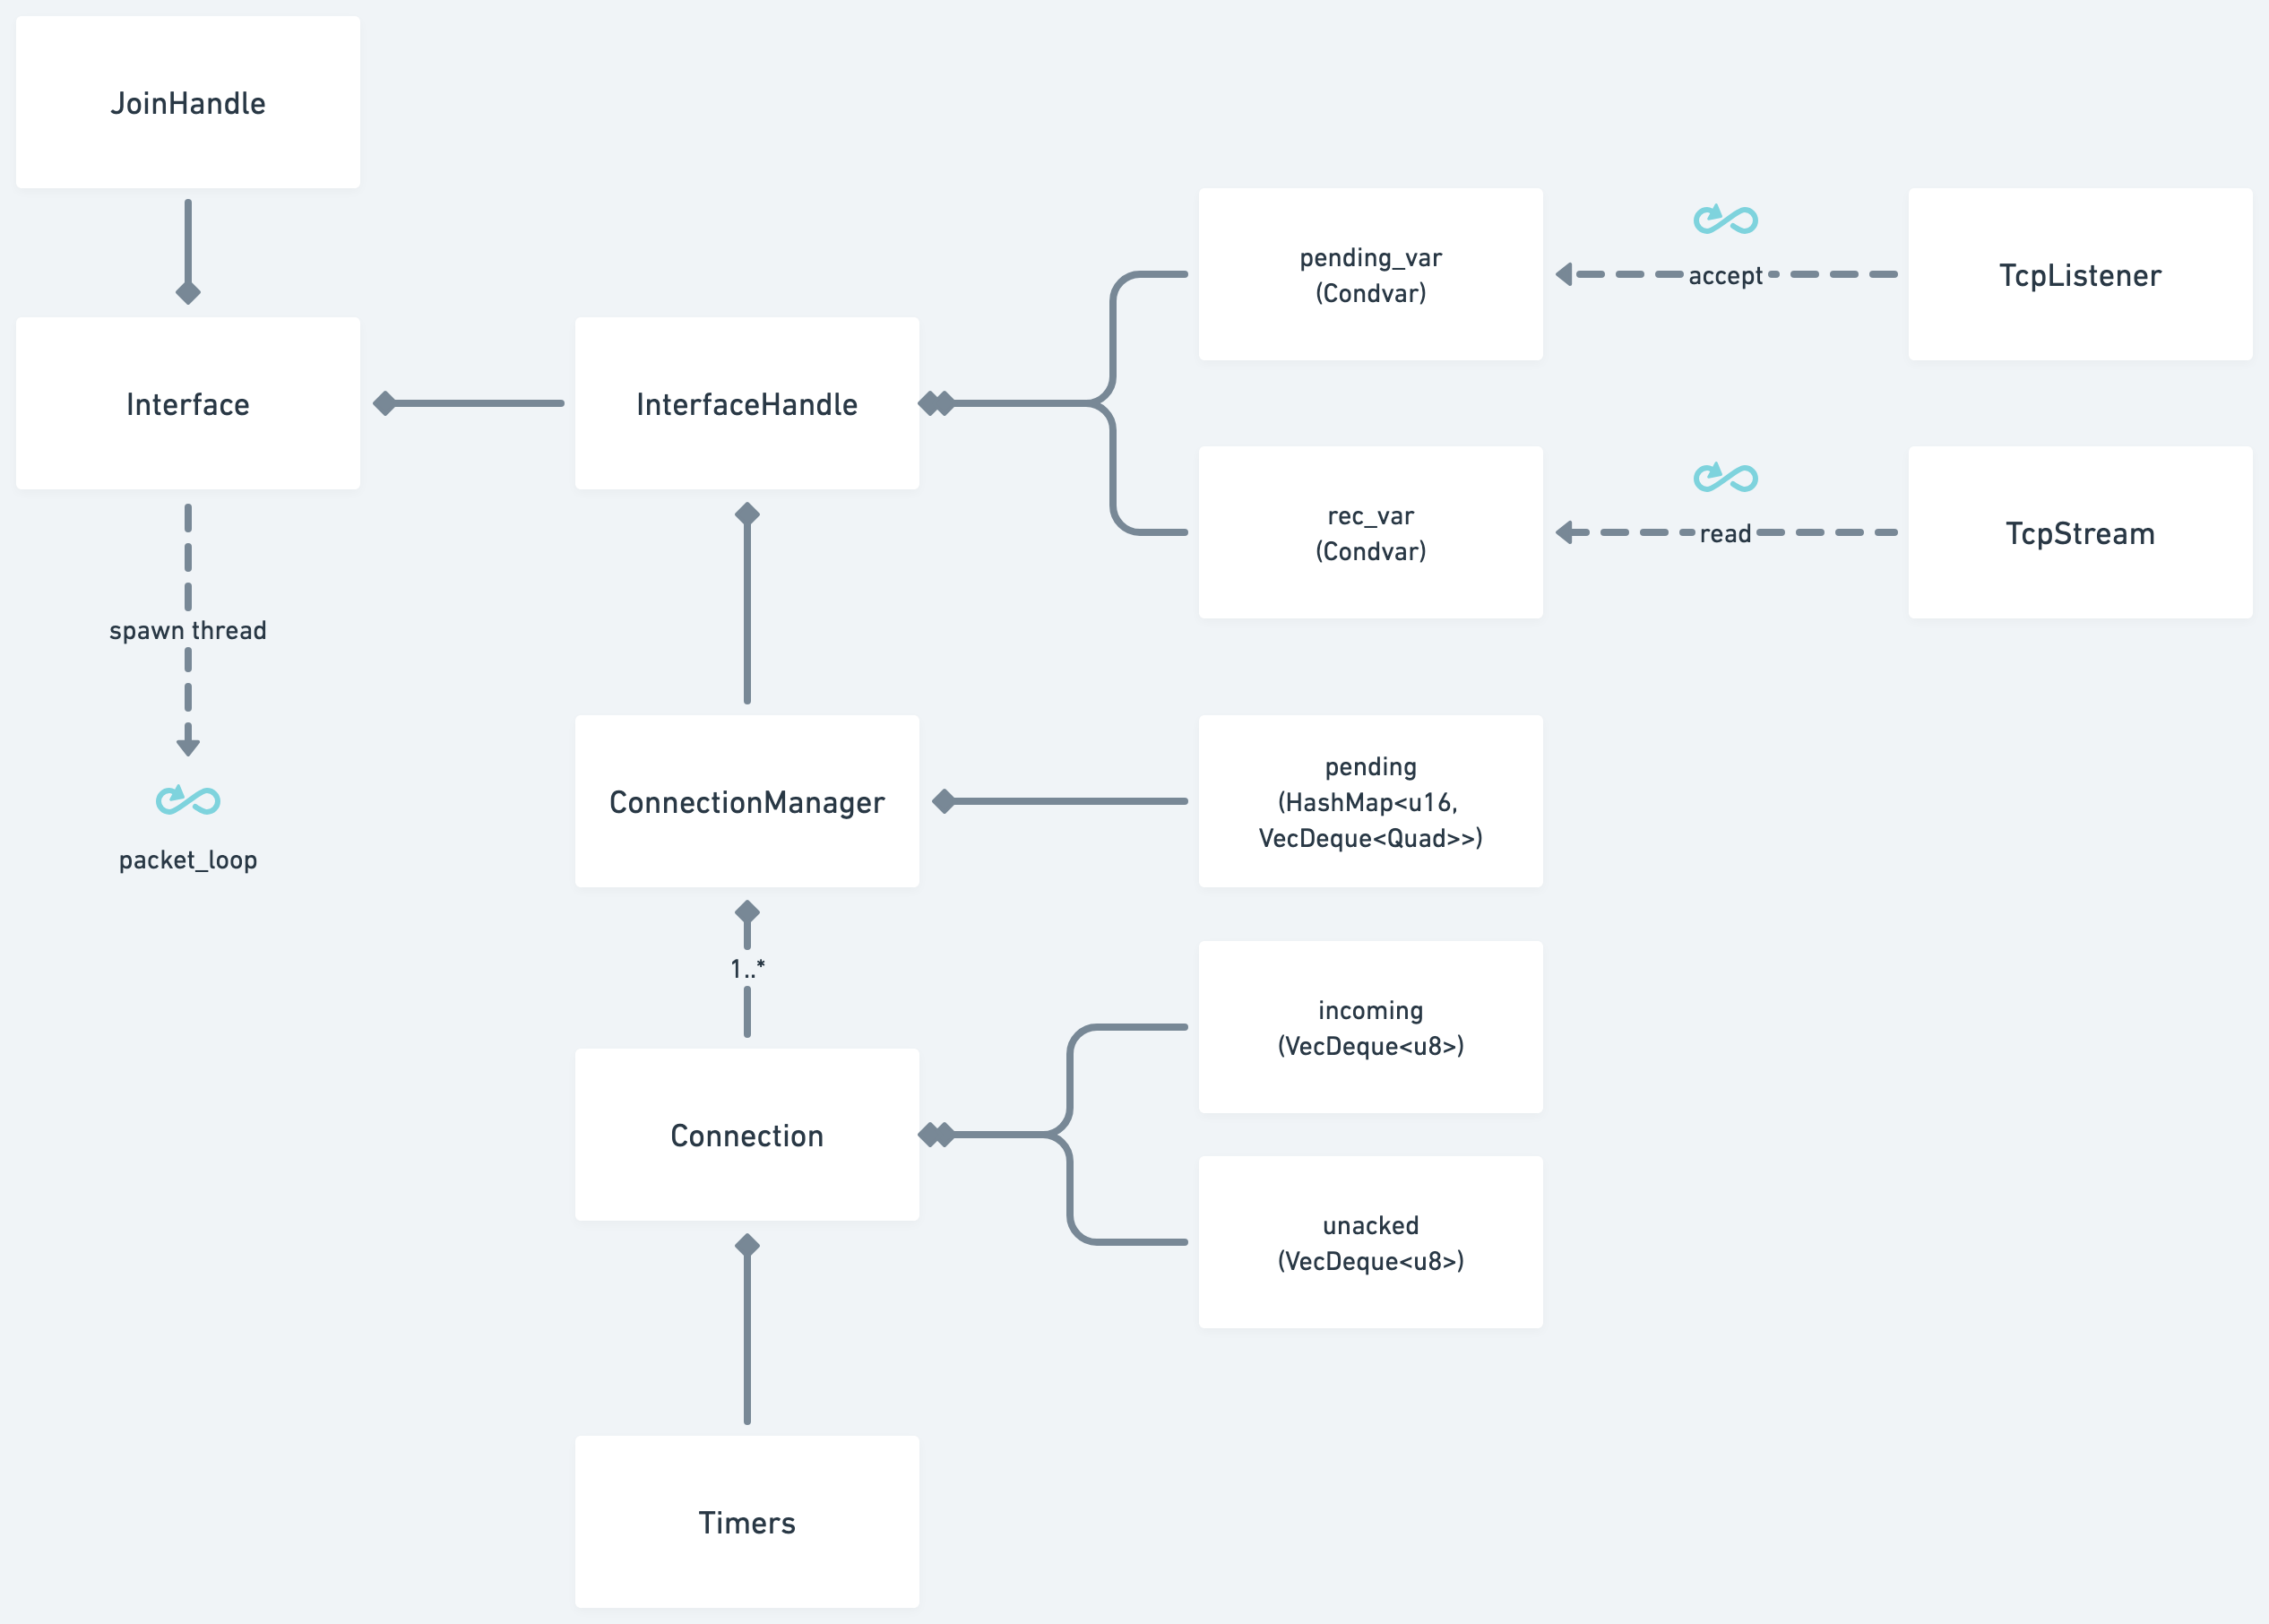 JoinHandle
Interface
InterfaceHandle
pending_var
(Condvar)
accept
TcpListener
rec_var
(Condvar)
read
TcpStream
spawn thread
packet_loop
ConnectionManager
pending
(HashMap<u16,
VecDeque<Quad>>)
1..*
Connection
incoming
(VecDeque<u8>)
unacked
(VecDeque<u8>)
Timers